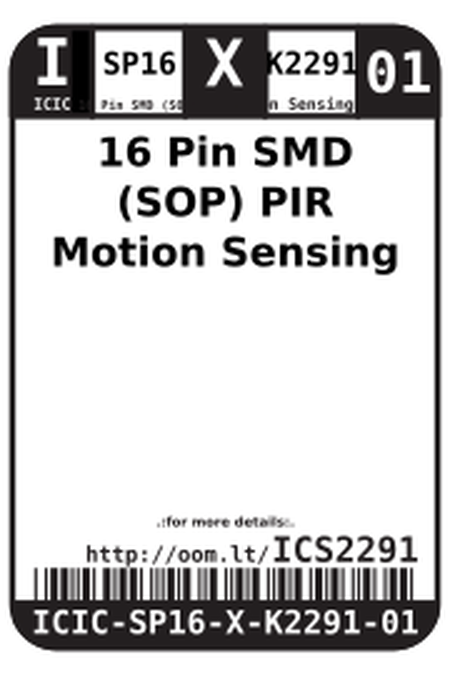 I SP16 X K2291 01
ICIC Pin SMD (SO n Sensing
16 Pin SMD
(SOP) PIR
Motion Sensing
.:for more details:.
http://oom.lt/ICS2291
ICIC-SP16-X-K2291-01